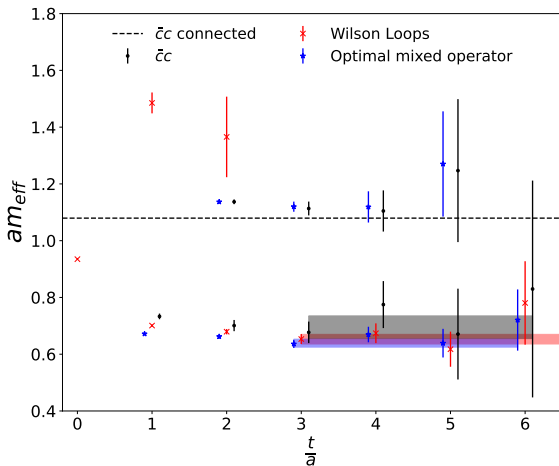 c̄c connected
c̄c
Wilson Loops
Optimal mixed operator
am_eff
1.8
1.6
1.4
1.2
1.0
0.8
0.6
0.4
0 1 2 3 4 5 6
t/a